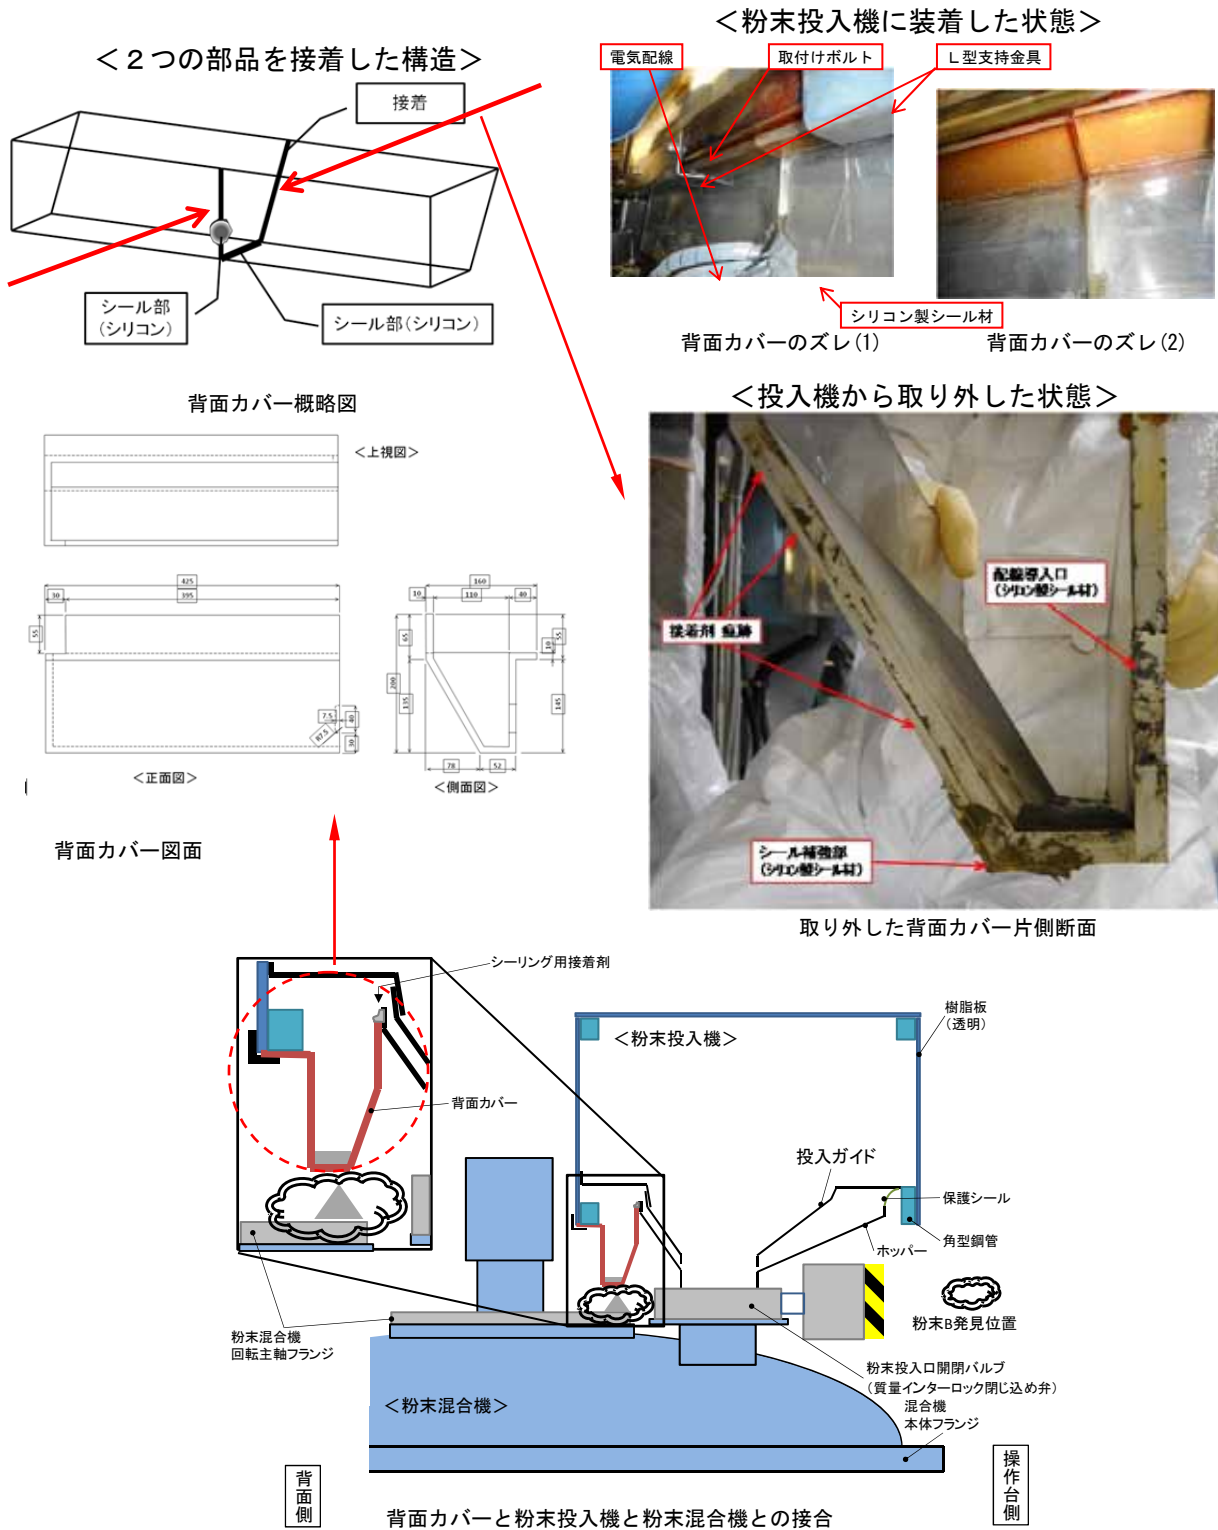 ＜２つの部品を接着した構造＞
接着
シール部
（シリコン）
シール部（シリコン）
背面カバー概略図
＜粉末投入機に装着した状態＞
電気配線
取付けボルト
Ｌ型支持金具
シリコン製シール材
背面カバーのズレ(1)
背面カバーのズレ(2)
＜投入機から取り外した状態＞
接着剤 痕跡
配線導入口
（シリコン製シール材）
シール補強部
（シリコン製シール材）
取り外した背面カバー片側断面
＜上視図＞
425
30
395
55
7.5
40
87.5
30
＜正面図＞
160
10
110
40
65
55
10
200
135
145
78
52
＜側面図＞
背面カバー図面
シーリング用接着剤
背面カバー
＜粉末投入機＞
樹脂板
（透明）
投入ガイド
保護シール
角型鋼管
ホッパー
粉末B発見位置
粉末混合機
回転主軸フランジ
粉末投入口開閉バルブ
（質量インターロック閉じ込め弁）
混合機
本体フランジ
＜粉末混合機＞
背面側
操作台側
背面カバーと粉末投入機と粉末混合機との接合